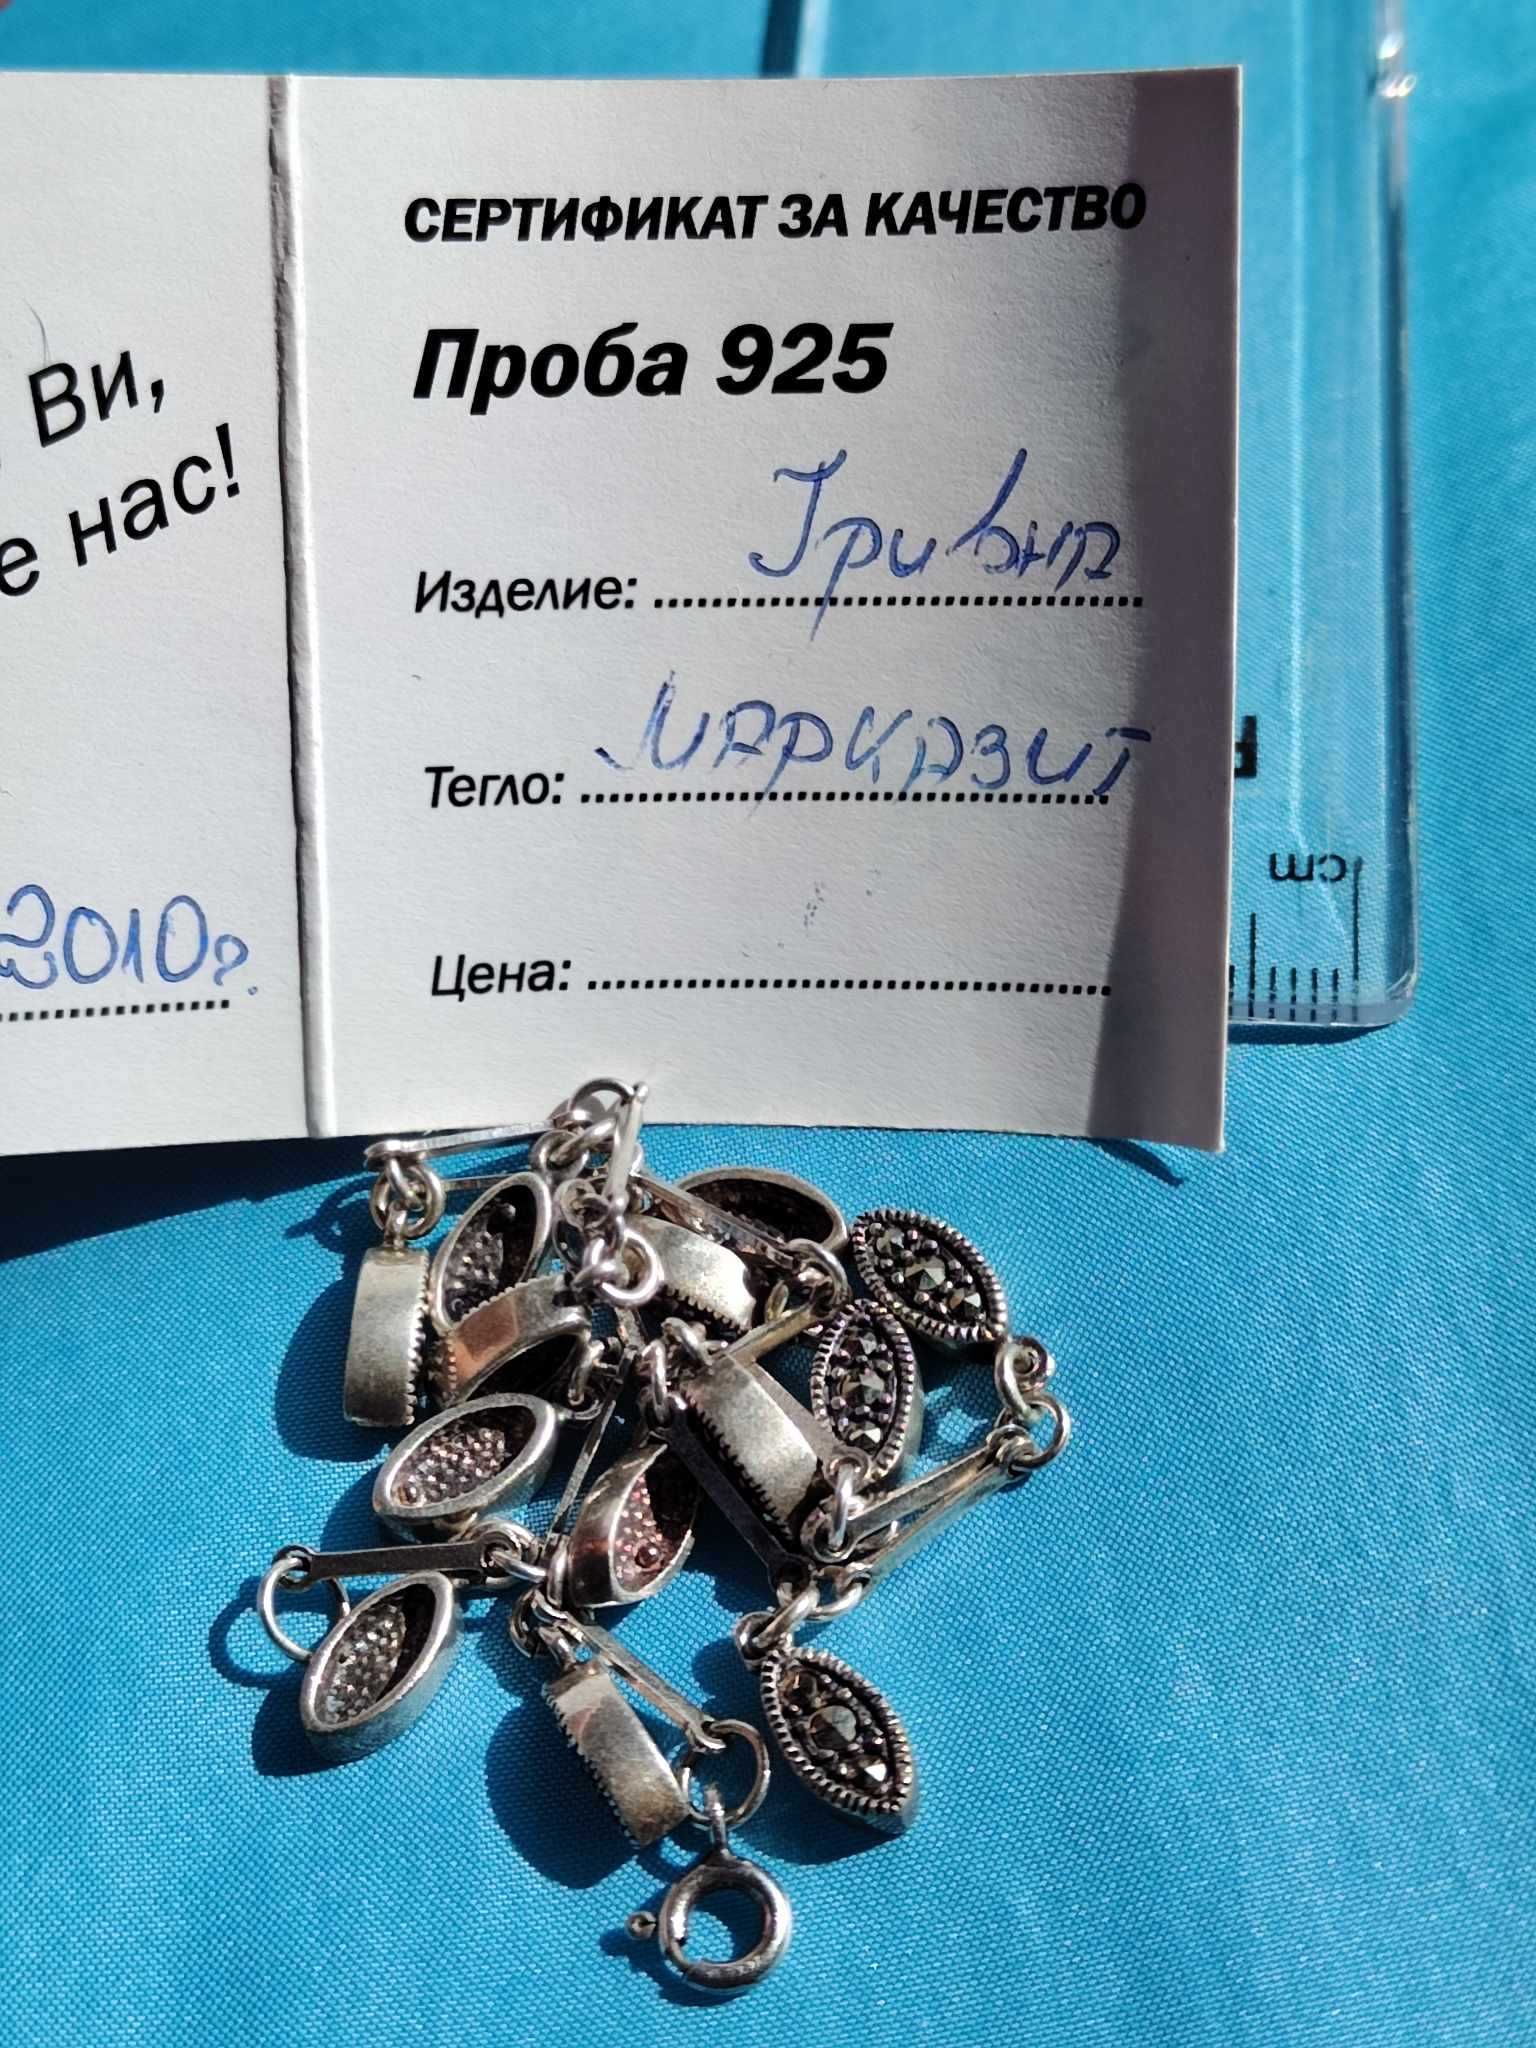 Ви,
е нас!
2010г.
СЕРТИФИКАТ ЗА КАЧЕСТВО
Проба 925
Изделие: Гривна
Тегло: МАРКАЗИТ
Цена:
cm